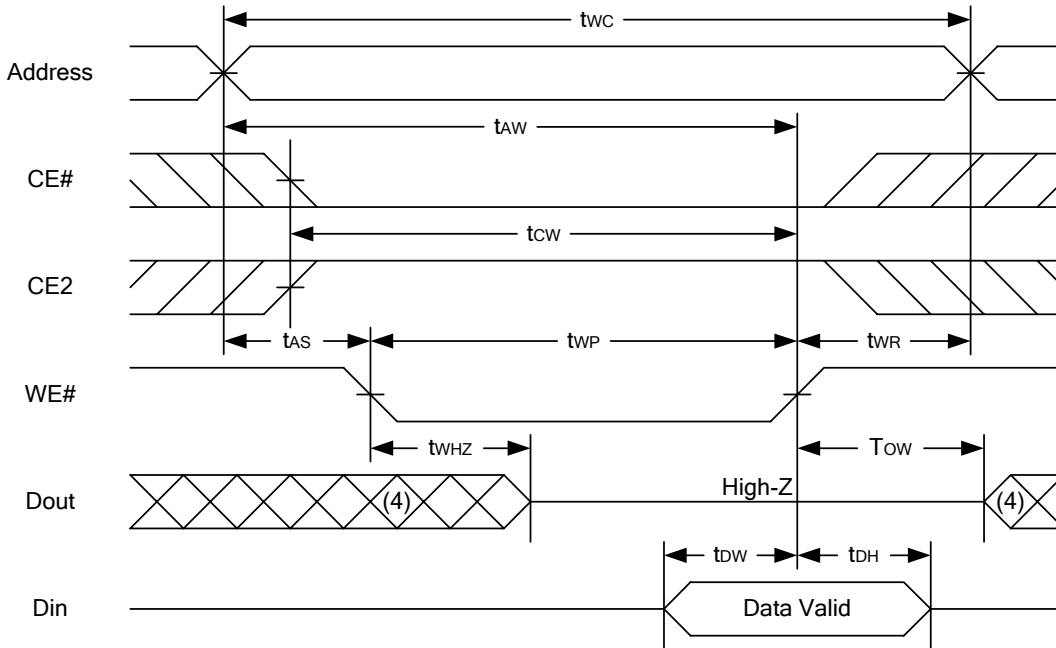 tWC
Address
tAW
CE#
tCW
CE2
tAS tWP tWR
WE#
tWHZ TOW
Dout (4) High-Z (4)
tDW tDH
Din Data Valid